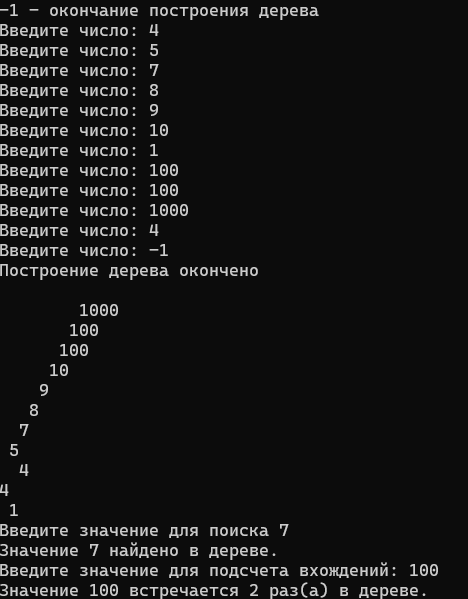 -1 - окончание построения дерева
Введите число: 4
Введите число: 5
Введите число: 7
Введите число: 8
Введите число: 9
Введите число: 10
Введите число: 1
Введите число: 100
Введите число: 100
Введите число: 1000
Введите число: 4
Введите число: -1
Построение дерева окончено
1000
100
100
10
9
8
7
5
4
4
1
Введите значение для поиска 7
Значение 7 найдено в дереве.
Введите значение для подсчета вхождений: 100
Значение 100 встречается 2 раз(а) в дереве.